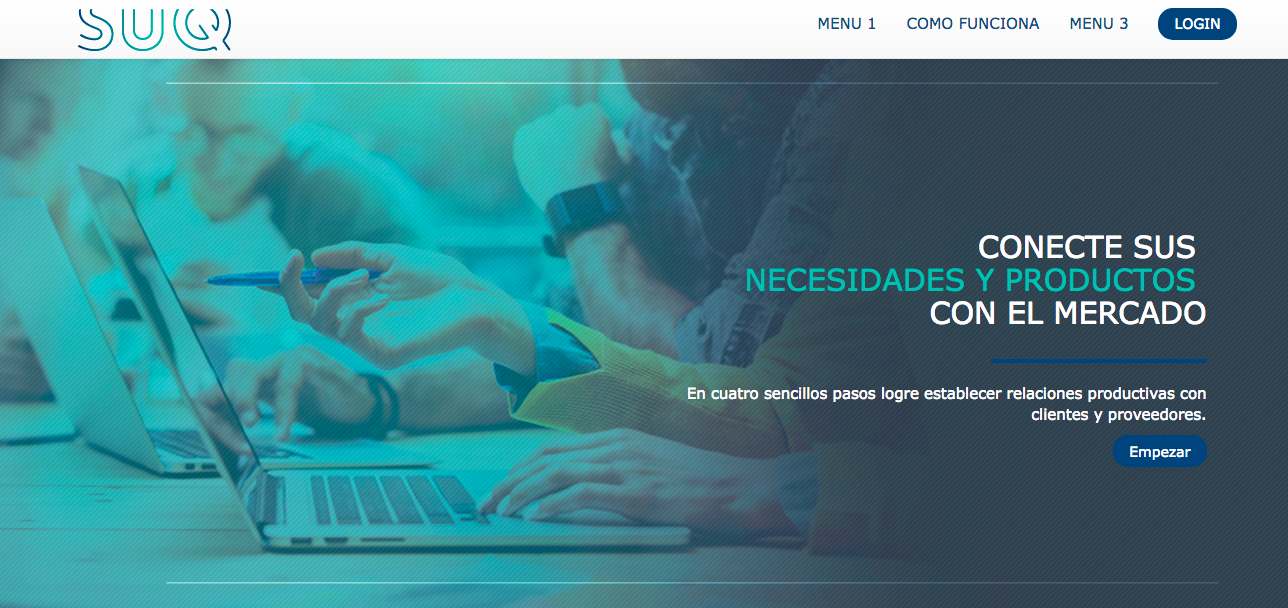 SUQ
MENU 1
COMO FUNCIONA
MENU 3
LOGIN
CONECTE SUS
NECESIDADES Y PRODUCTOS
CON EL MERCADO
En cuatro sencillos pasos logre establecer relaciones productivas con
clientes y proveedores.
Empezar